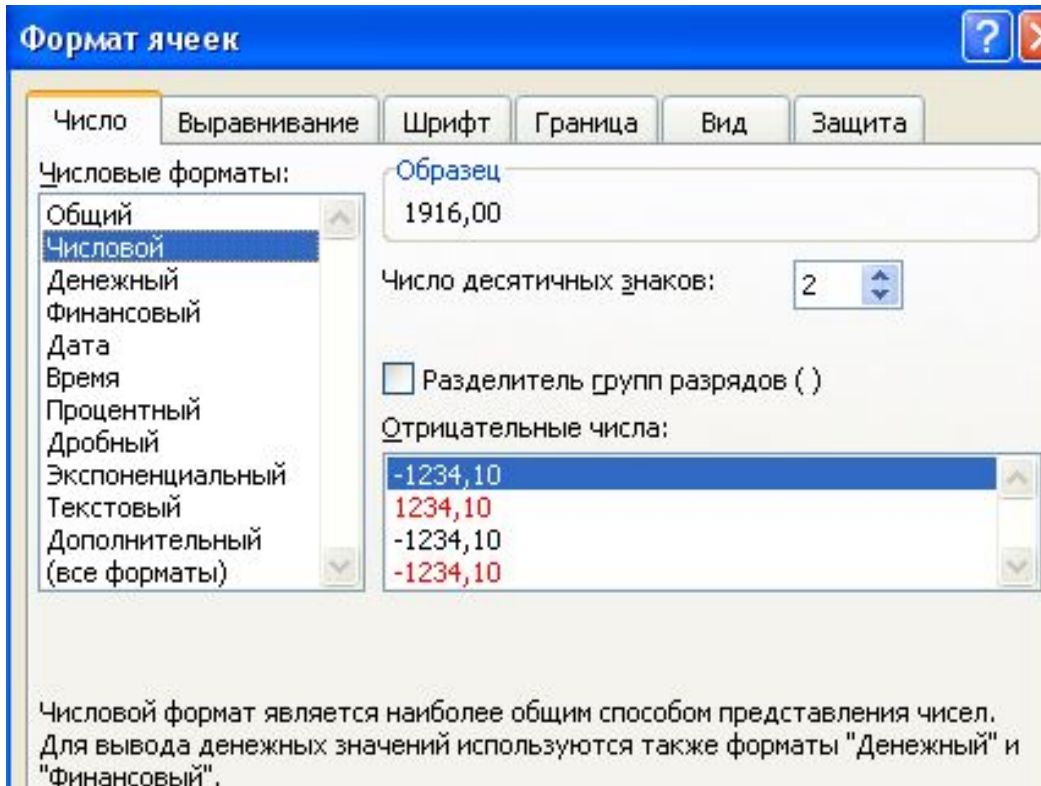 Формат ячеек
Число Выравнивание Шрифт Граница Вид Защита
Числовые форматы:
Общий
Числовой
Денежный
Финансовый
Дата
Время
Процентный
Дробный
Экспоненциальный
Текстовый
Дополнительный
(все форматы)
Образец
1916,00
Число десятичных знаков: 2
Разделитель групп разрядов ( )
Отрицательные числа:
-1234,10
1234,10
-1234,10
-1234,10
Числовой формат является наиболее общим способом представления чисел.
Для вывода денежных значений используются также форматы "Денежный" и
"Финансовый".